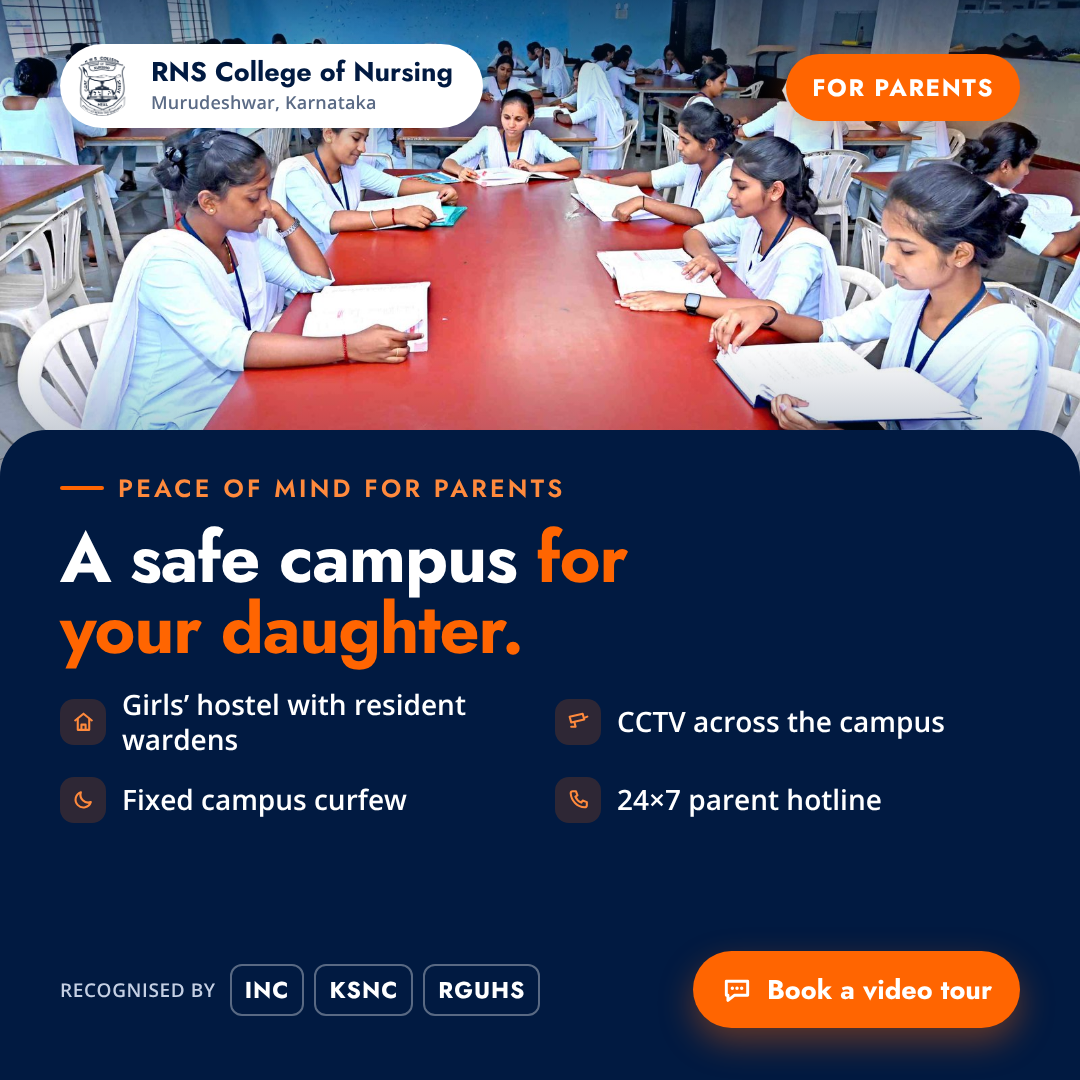 RNS College of Nursing
Murudeshwar, Karnataka
FOR PARENTS
PEACE OF MIND FOR PARENTS
A safe campus for
your daughter.
Girls’ hostel with resident
wardens
CCTV across the campus
Fixed campus curfew
24×7 parent hotline
RECOGNISED BY
INC
KSNC
RGUHS
Book a video tour